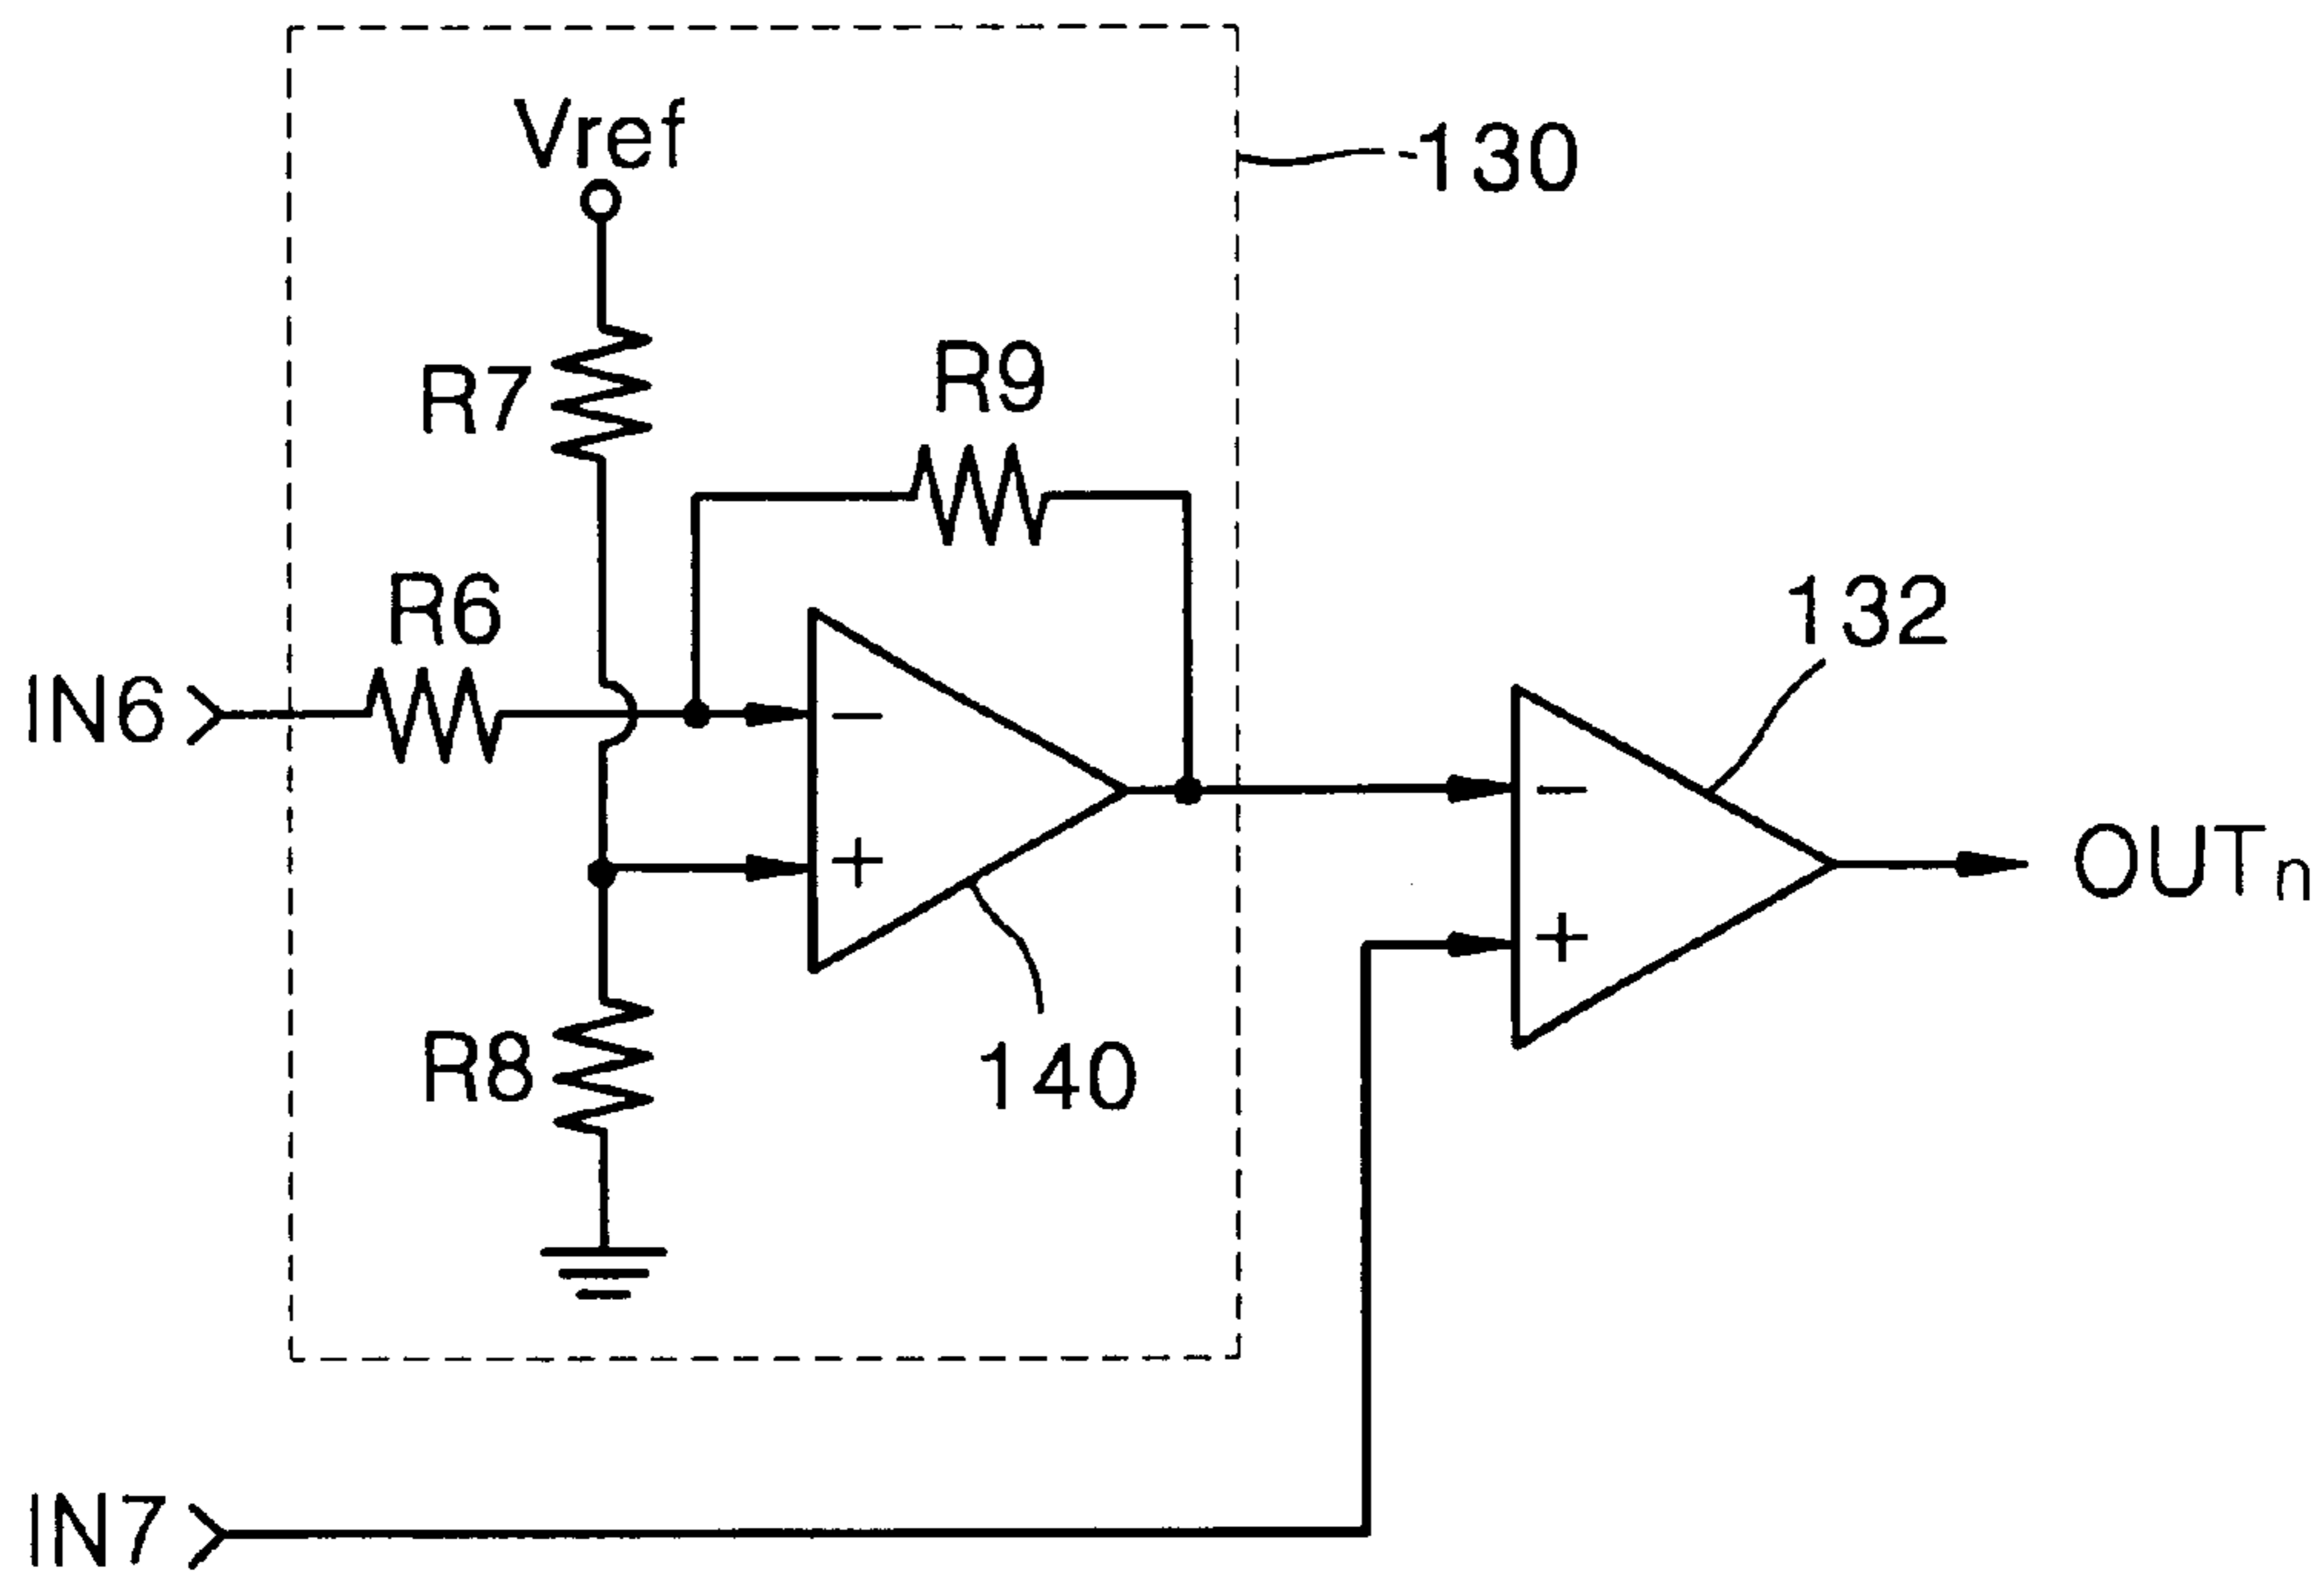 Vref
130
R7
R9
R6
132
IN6
−
−
+
OUTn
+
R8
140
IN7